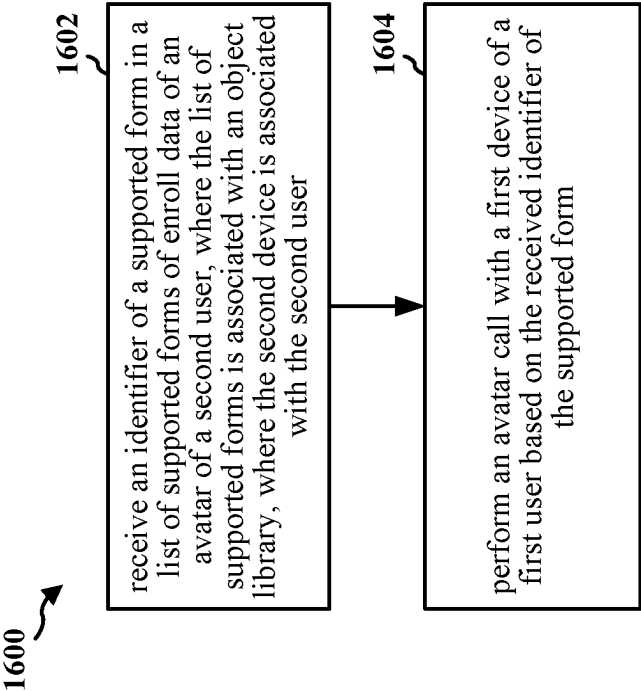 1600
1602
receive an identifier of a supported form in a
list of supported forms of enroll data of an
avatar of a second user, where the list of
supported forms is associated with an object
library, where the second device is associated
with the second user
1604
perform an avatar call with a first device of a
first user based on the received identifier of
the supported form